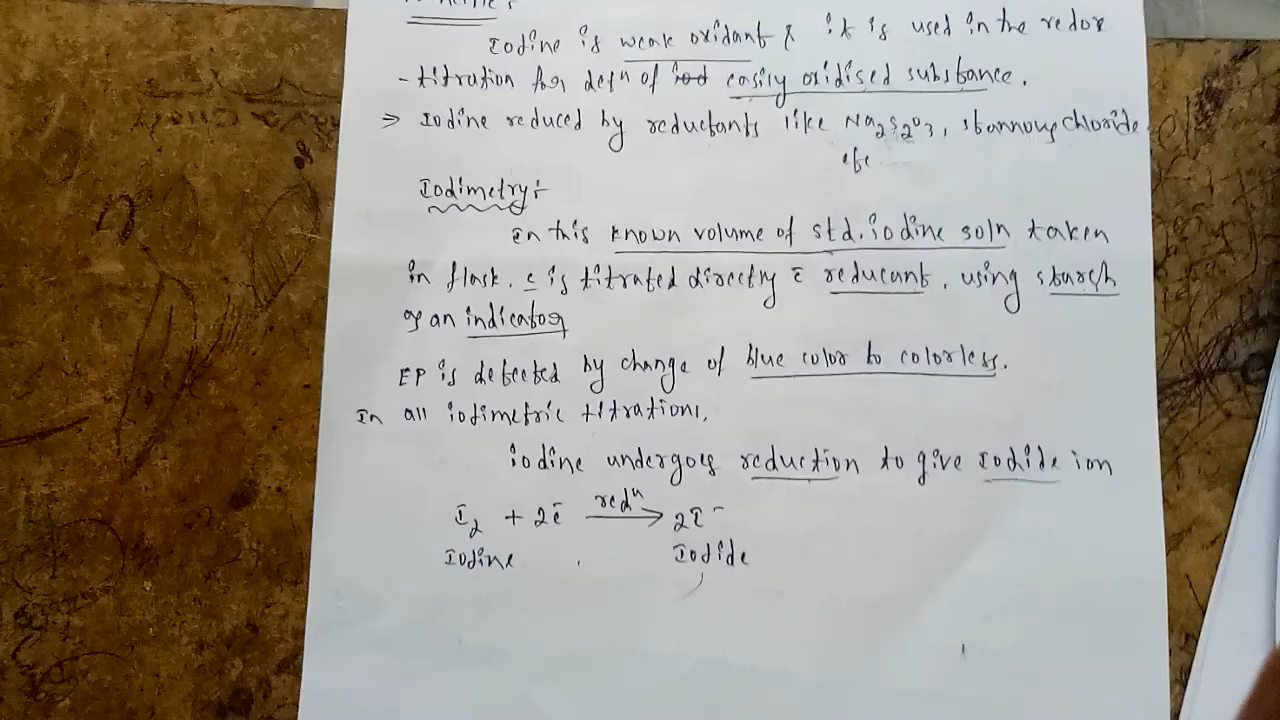 Iodine is weak oxidant & it is used in the redox
- titration for detn of iod easily oxidised substance.
⇒ Iodine reduced by reductants like Na2S2O3, stannous chloride
etc
Iodimetry:-
In this known volume of std. iodine soln taken
in flask. c is titrated directly c̄ reducant. using starch
as an indicator
EP is detected by change of blue color to colorless.
In all iodimetric titrations,
iodine undergoes reduction to give Iodide ion
I2 + 2ē redn → 2I-
Iodine Iodide